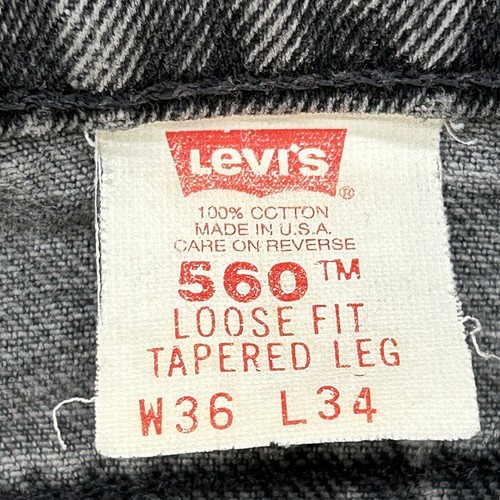 Levi's ®
100% COTTON
MADE IN U.S.A.
CARE ON REVERSE
560™
LOOSE FIT
TAPERED LEG
W36 L34